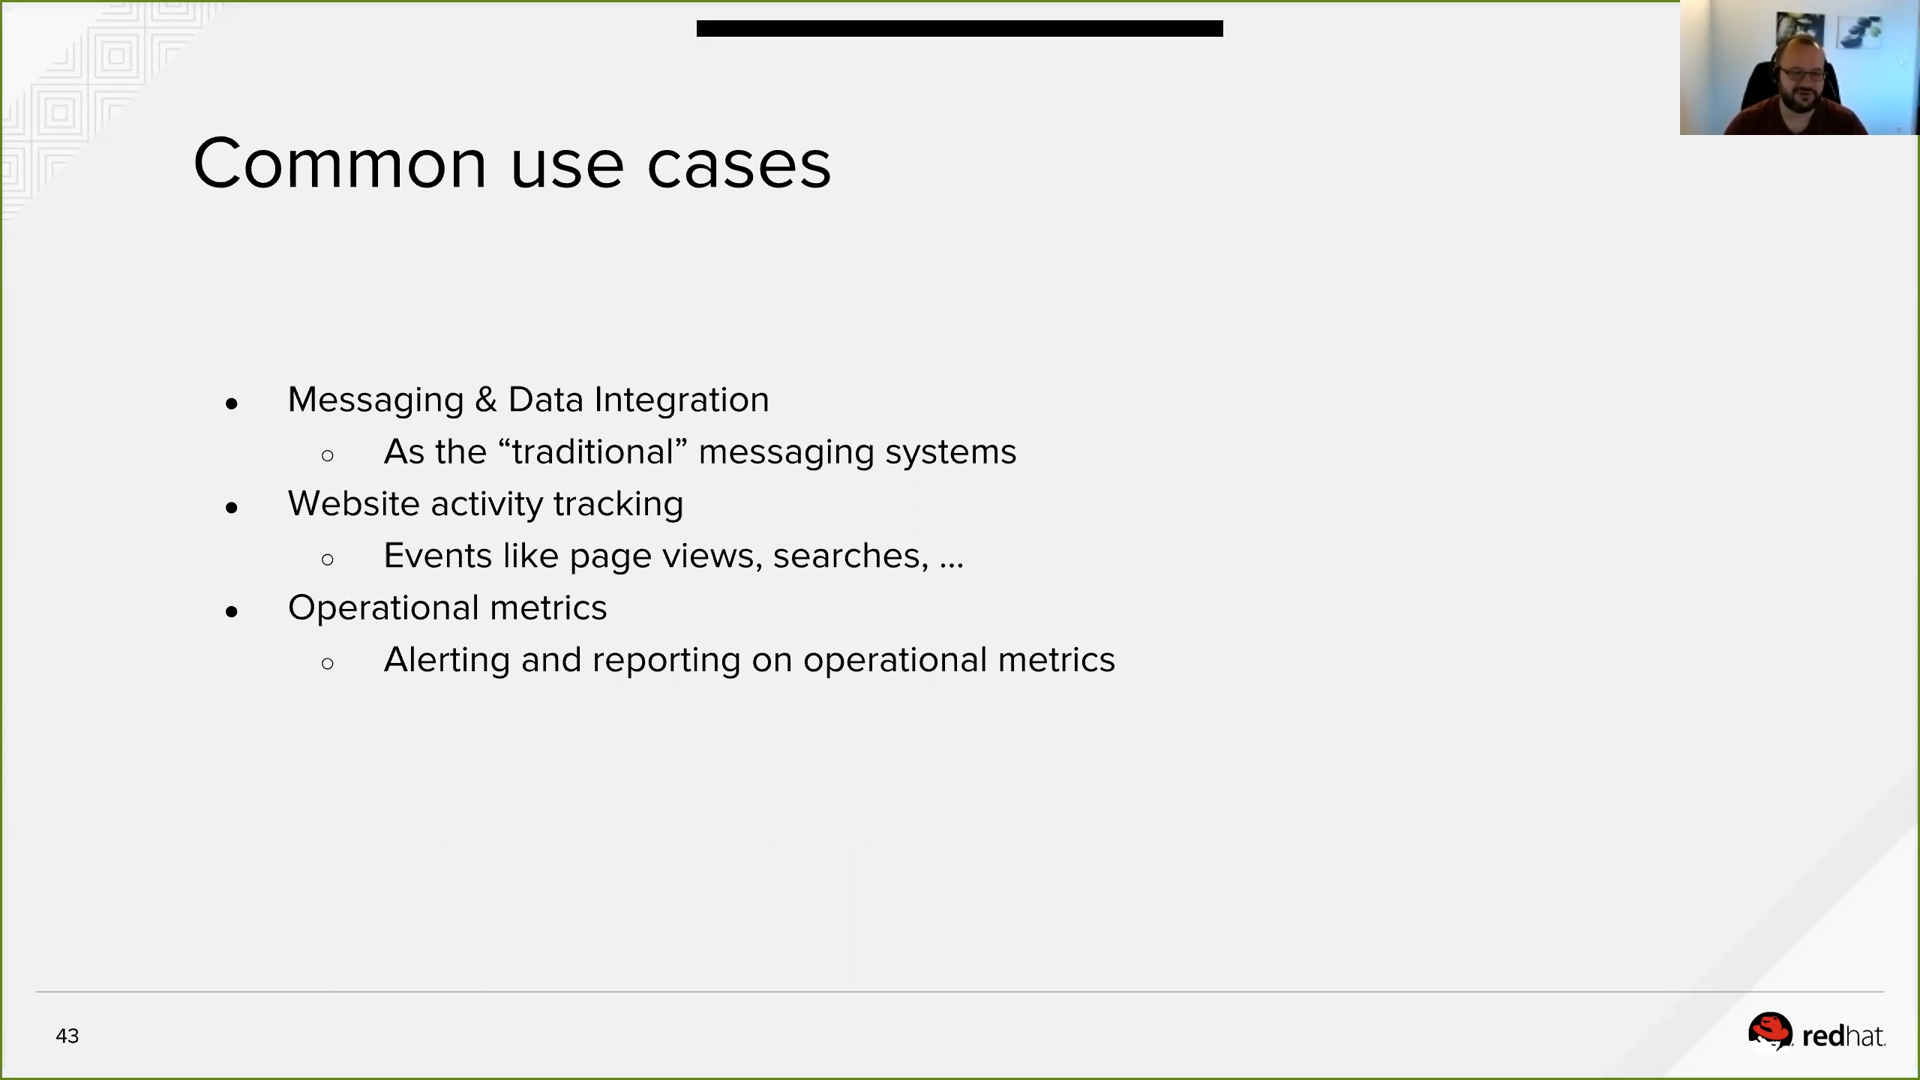 Common use cases
● Messaging & Data Integration
○ As the “traditional” messaging systems
● Website activity tracking
○ Events like page views, searches, ...
● Operational metrics
○ Alerting and reporting on operational metrics
43
redhat.